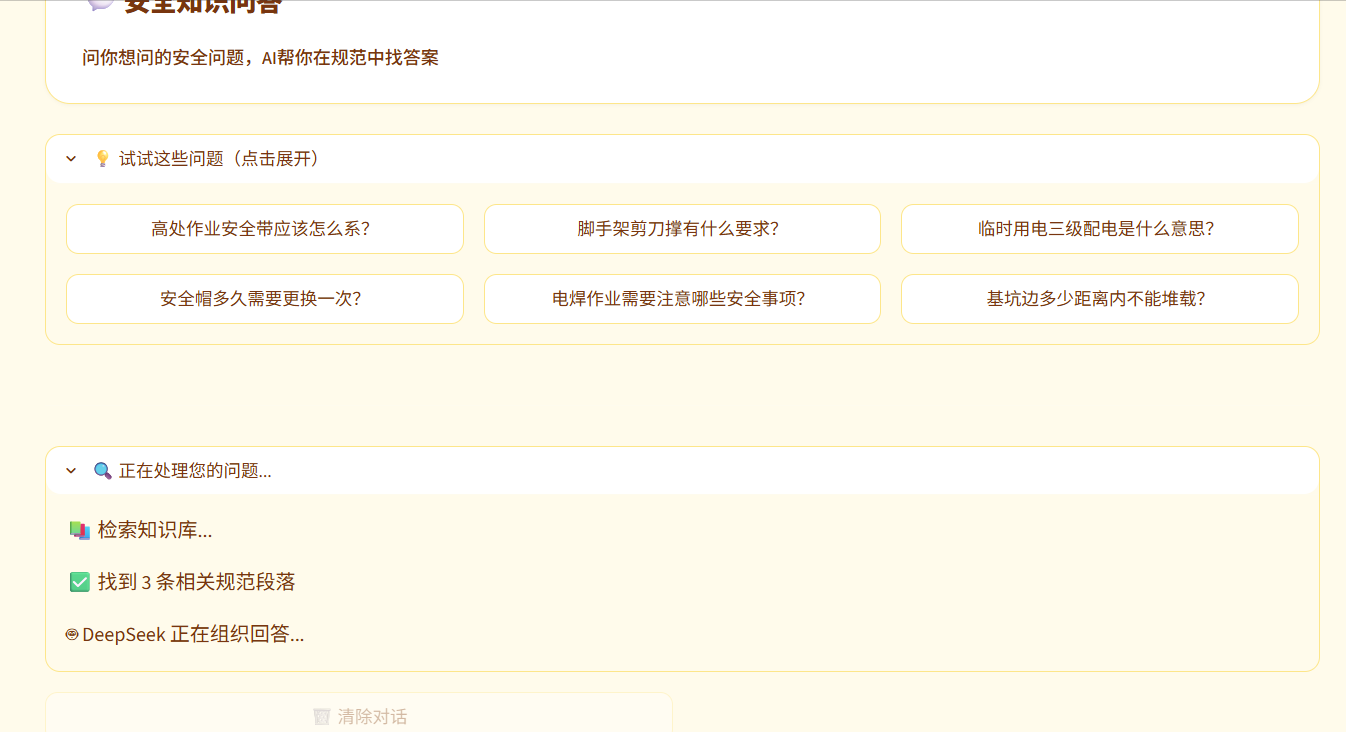 安全知识问答
问你想问的安全问题，AI帮你在规范中找答案
试试这些问题（点击展开）
高处作业安全带应该怎么系？
脚手架剪刀撑有什么要求？
临时用电三级配电是什么意思？
安全帽多久需要更换一次？
电焊作业需要注意哪些安全事项？
基坑边多少距离内不能堆载？
正在处理您的问题...
检索知识库...
找到 3 条相关规范段落
DeepSeek 正在组织回答...
清除对话